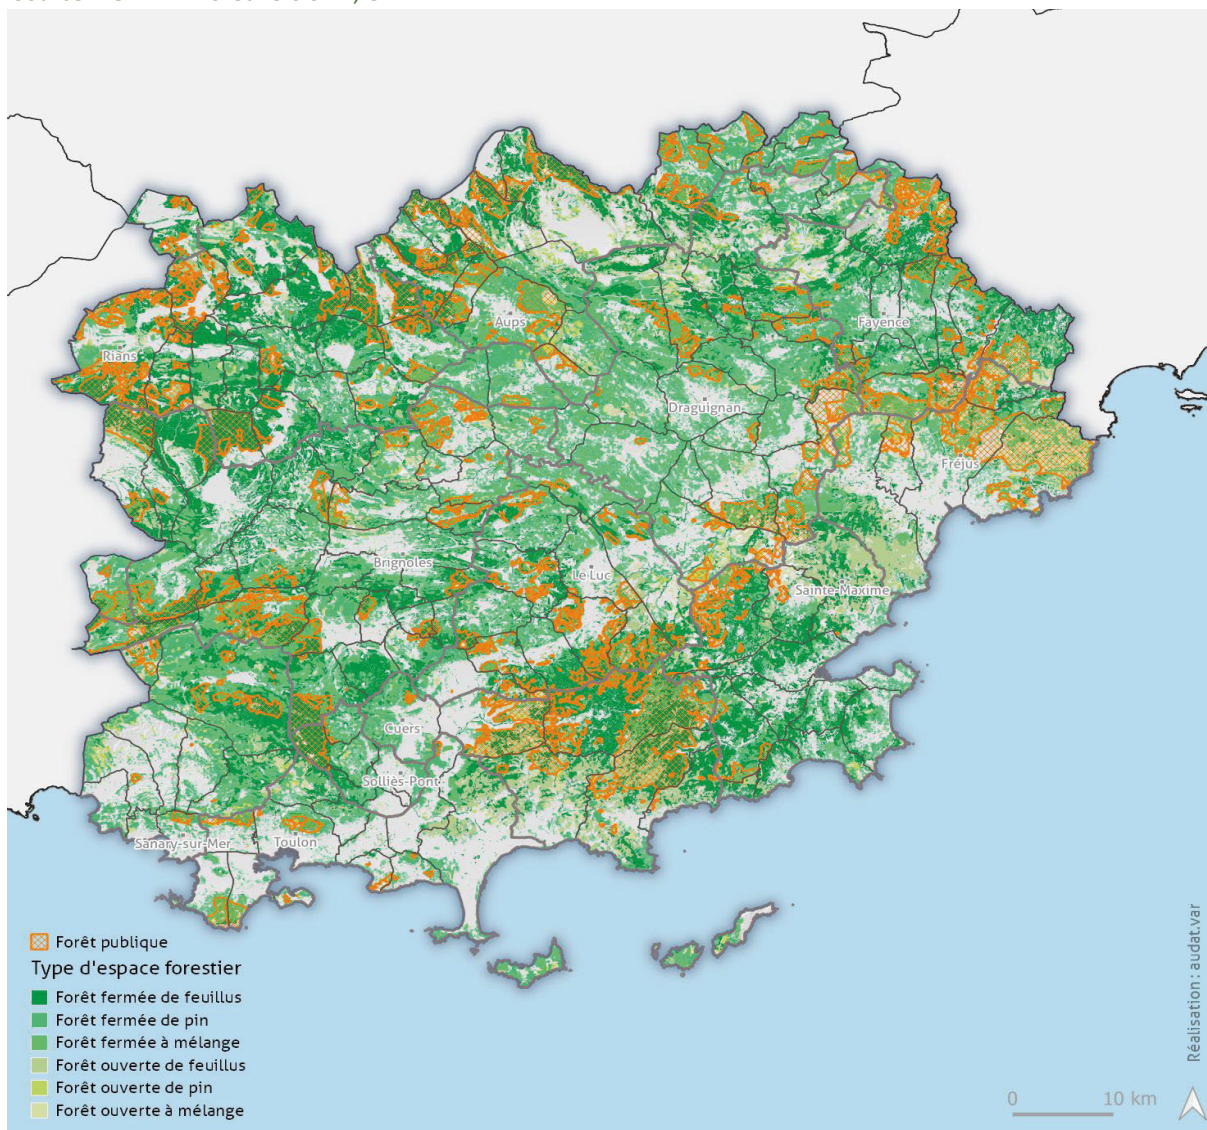 Rians
Aups
Fayence
Draguignan
Fréjus
Brignoles
Le Luc
Sainte-Maxime
Cuers
Solliès-Pont
Sanary-sur-Mer
Toulon
Forêt publique
Type d'espace forestier
Forêt fermée de feuillus
Forêt fermée de pin
Forêt fermée à mélange
Forêt ouverte de feuillus
Forêt ouverte de pin
Forêt ouverte à mélange
0 10 km
Réalisation : audat.var